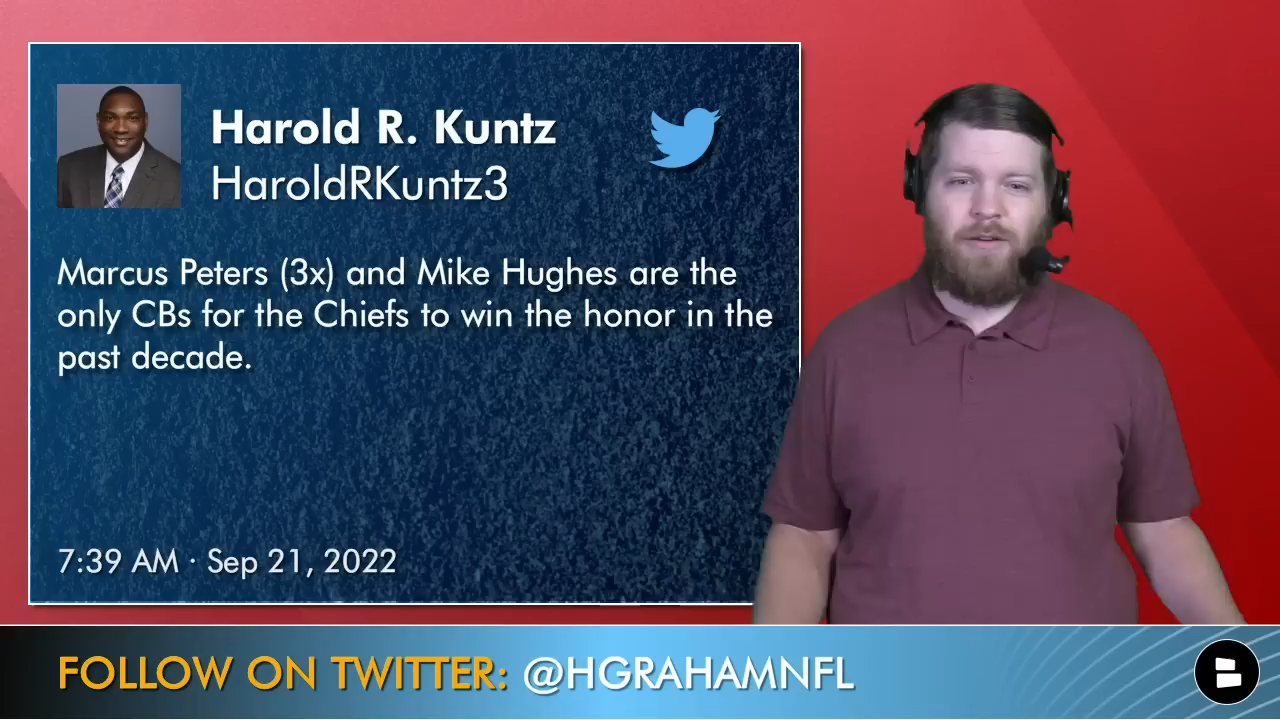 Harold R. Kuntz
HaroldRKuntz3
Marcus Peters (3x) and Mike Hughes are the
only CBs for the Chiefs to win the honor in the
past decade.
7:39 AM · Sep 21, 2022
FOLLOW ON TWITTER: @HGRAHAMNFL